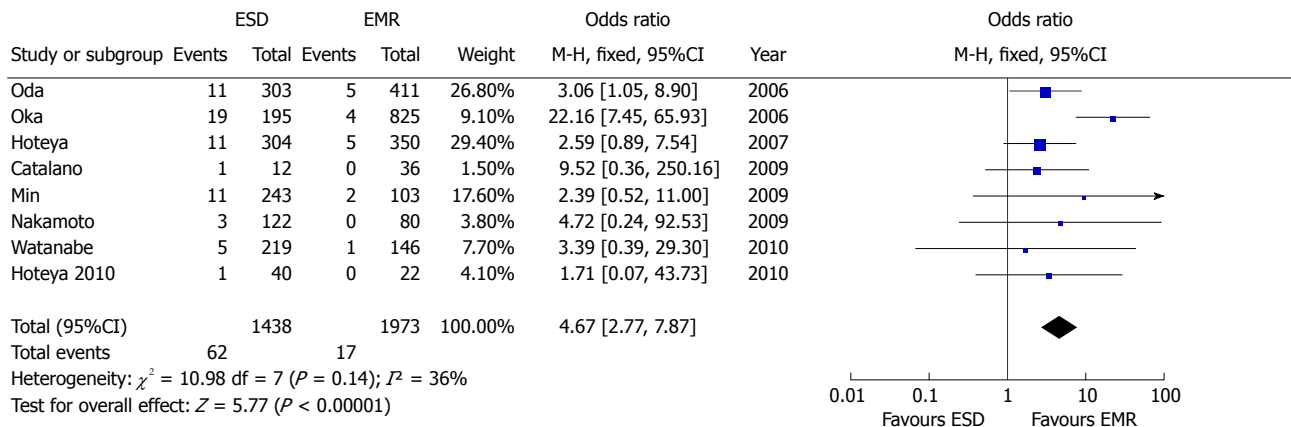 ESD EMR Odds ratio Odds ratio
Study or subgroup Events Total Events Total Weight M-H, fixed, 95%CI Year M-H, fixed, 95%CI
Oda 11 303 5 411 26.80% 3.06 [1.05, 8.90] 2006
Oka 19 195 4 825 9.10% 22.16 [7.45, 65.93] 2006
Hoteya 11 304 5 350 29.40% 2.59 [0.89, 7.54] 2007
Catalano 1 12 0 36 1.50% 9.52 [0.36, 250.16] 2009
Min 11 243 2 103 17.60% 2.39 [0.52, 11.00] 2009
Nakamoto 3 122 0 80 3.80% 4.72 [0.24, 92.53] 2009
Watanabe 5 219 1 146 7.70% 3.39 [0.39, 29.30] 2010
Hoteya 2010 1 40 0 22 4.10% 1.71 [0.07, 43.73] 2010
Total (95%CI) 1438 1973 100.00% 4.67 [2.77, 7.87]
Total events 62 17
Heterogeneity: χ² = 10.98 df = 7 (P = 0.14); I² = 36%
Test for overall effect: Z = 5.77 (P < 0.00001)
0.01 0.1 1 10 100
Favours ESD Favours EMR